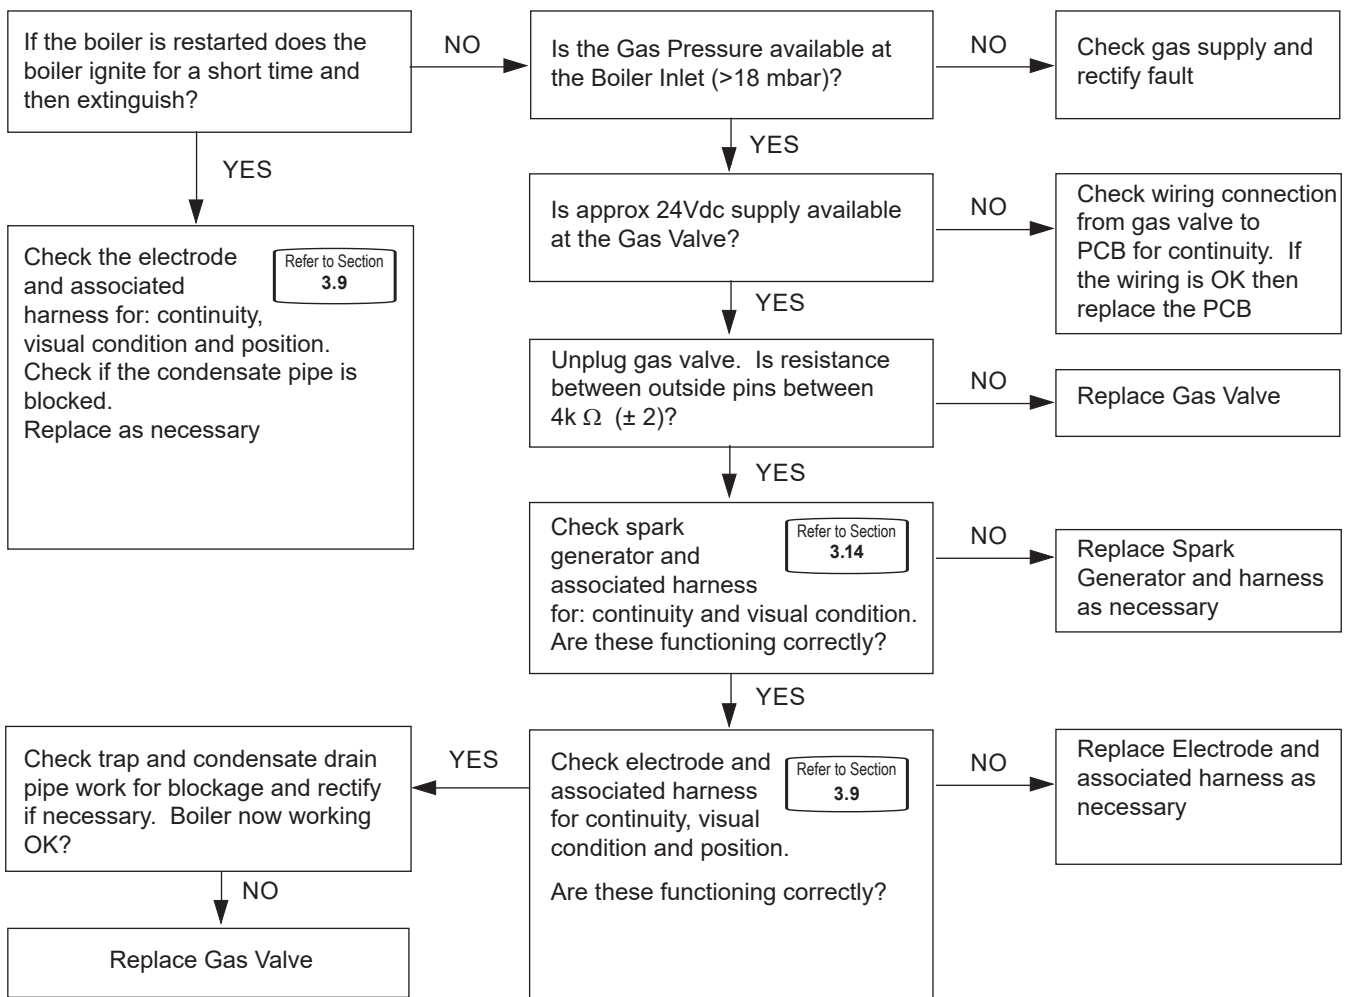 If the boiler is restarted does the
boiler ignite for a short time and
then extinguish?
NO
Is the Gas Pressure available at
the Boiler Inlet (>18 mbar)?
NO
Check gas supply and
rectify fault
YES
YES
Check the electrode
and associated
harness for: continuity,
visual condition and position.
Check if the condensate pipe is
blocked.
Replace as necessary
Refer to Section
3.9
Is approx 24Vdc supply available
at the Gas Valve?
NO
Check wiring connection
from gas valve to
PCB for continuity.  If
the wiring is OK then
replace the PCB
YES
Unplug gas valve.  Is resistance
between outside pins between
4k Ω  (± 2)?
NO
Replace Gas Valve
YES
Check spark
generator and
associated harness
for: continuity and visual condition.
Are these functioning correctly?
Refer to Section
3.14
NO
Replace Spark
Generator and harness
as necessary
YES
Check electrode and
associated harness
for continuity, visual
condition and position.
Are these functioning correctly?
Refer to Section
3.9
NO
Replace Electrode and
associated harness as
necessary
YES
Check trap and condensate drain
pipe work for blockage and rectify
if necessary.  Boiler now working
OK?
NO
Replace Gas Valve